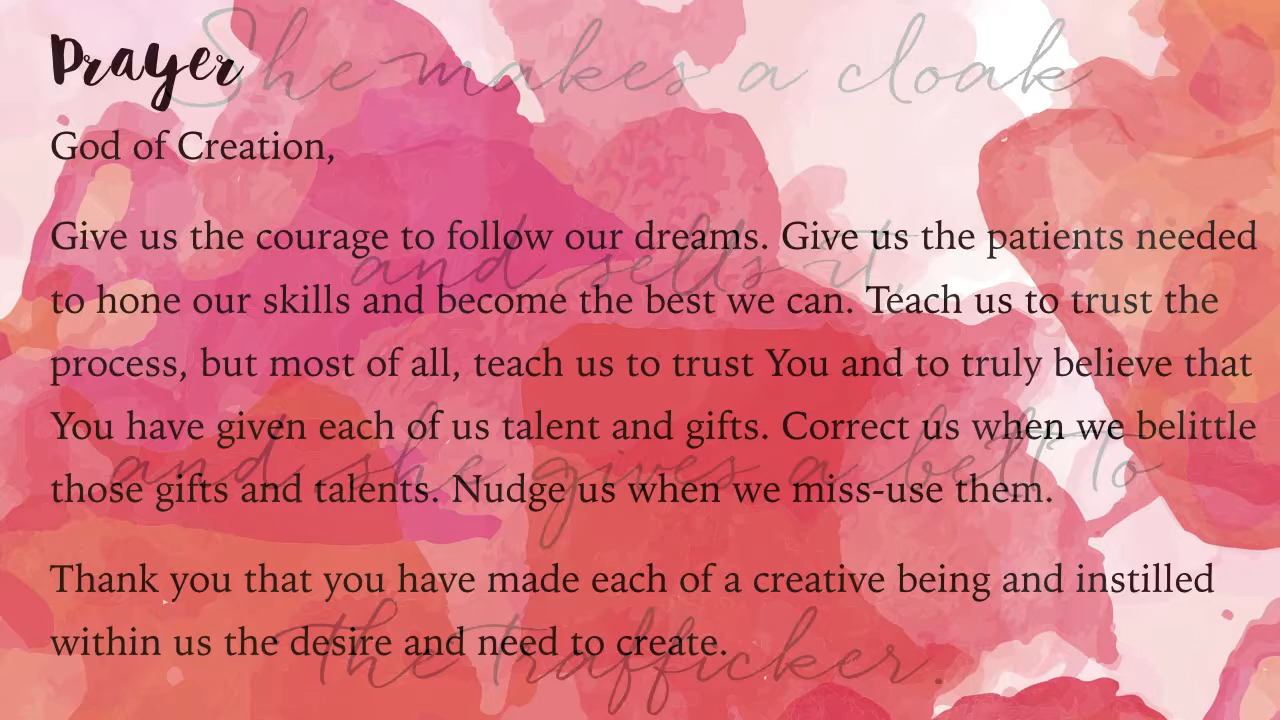 Prayer
She makes a cloak
God of Creation,
Give us the courage to follow our dreams. Give us the patients needed
and sells it,
to hone our skills and become the best we can. Teach us to trust the
process, but most of all, teach us to trust You and to truly believe that
You have given each of us talent and gifts. Correct us when we belittle
and she gives a belt to
those gifts and talents. Nudge us when we miss-use them.
Thank you that you have made each of a creative being and instilled
within us the desire and need to create.
the trafficker.